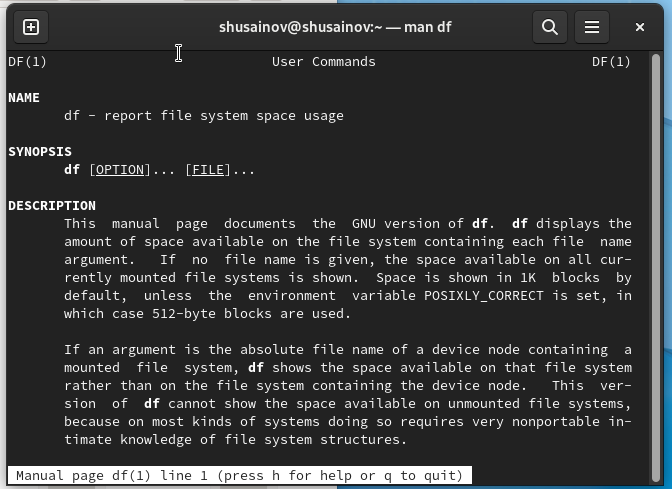 shusainov@shusainov:~ — man df
DF(1) User Commands DF(1)
NAME
df - report file system space usage
SYNOPSIS
df [OPTION]... [FILE]...
DESCRIPTION
This manual page documents the GNU version of df. df displays the
amount of space available on the file system containing each file name
argument. If no file name is given, the space available on all cur-
rently mounted file systems is shown. Space is shown in 1K blocks by
default, unless the environment variable POSIXLY_CORRECT is set, in
which case 512-byte blocks are used.
If an argument is the absolute file name of a device node containing a
mounted file system, df shows the space available on that file system
rather than on the file system containing the device node. This ver-
sion of df cannot show the space available on unmounted file systems,
because on most kinds of systems doing so requires very nonportable in-
timate knowledge of file system structures.
Manual page df(1) line 1 (press h for help or q to quit)